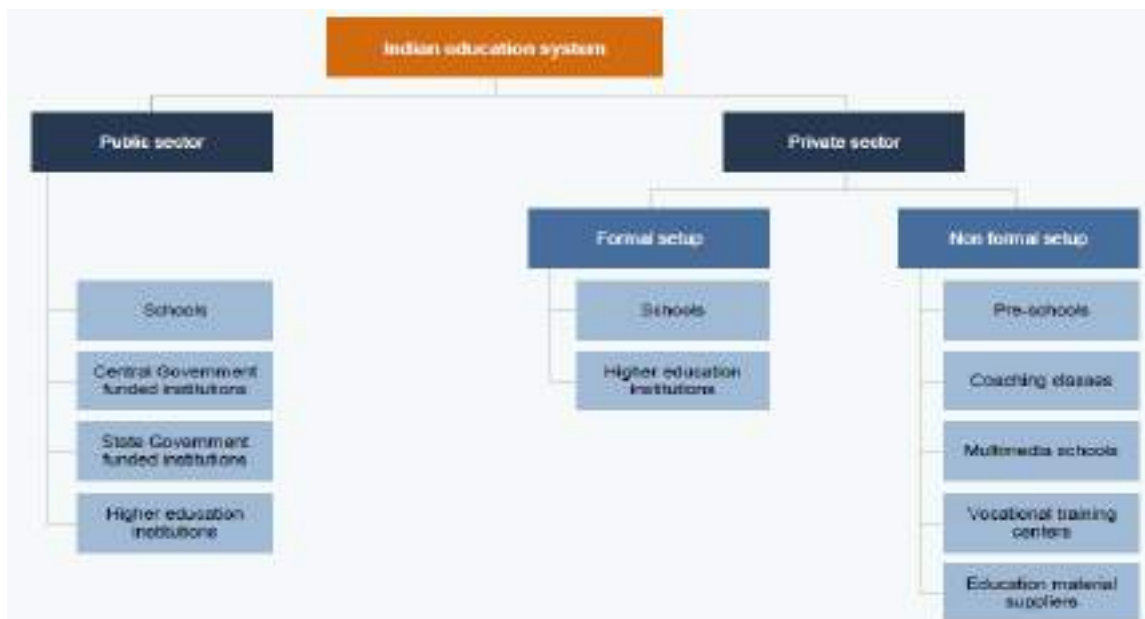 Indian education system
Public sector
Private sector
Formal setup
Non formal setup
Schools
Central Government
funded institutions
State Government
funded institutions
Higher education
institutions
Schools
Higher education
institutions
Pre-schools
Coaching classes
Multimedia schools
Vocational training
centers
Education material
suppliers